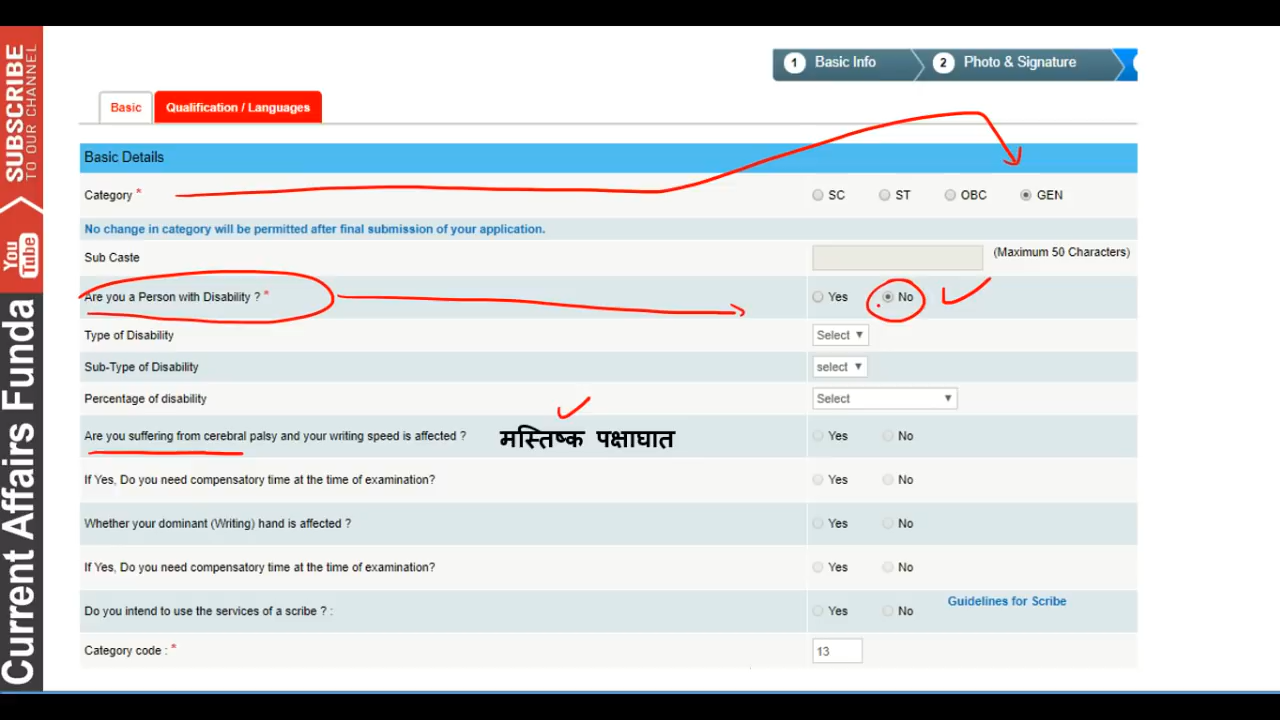 SUBSCRIBE
TO OUR CHANNEL
You Tube
Current Affairs Funda
1 Basic Info 2 Photo & Signature
Basic Qualification / Languages
Basic Details
Category * SC ST OBC GEN
No change in category will be permitted after final submission of your application.
Sub Caste (Maximum 50 Characters)
Are you a Person with Disability ? * Yes No
Type of Disability Select ▼
Sub-Type of Disability select ▼
Percentage of disability Select ▼
Are you suffering from cerebral palsy and your writing speed is affected ? मस्तिष्क पक्षाघात Yes No
If Yes, Do you need compensatory time at the time of examination? Yes No
Whether your dominant (Writing) hand is affected ? Yes No
If Yes, Do you need compensatory time at the time of examination? Yes No
Do you intend to use the services of a scribe ? : Yes No Guidelines for Scribe
Category code : * 13